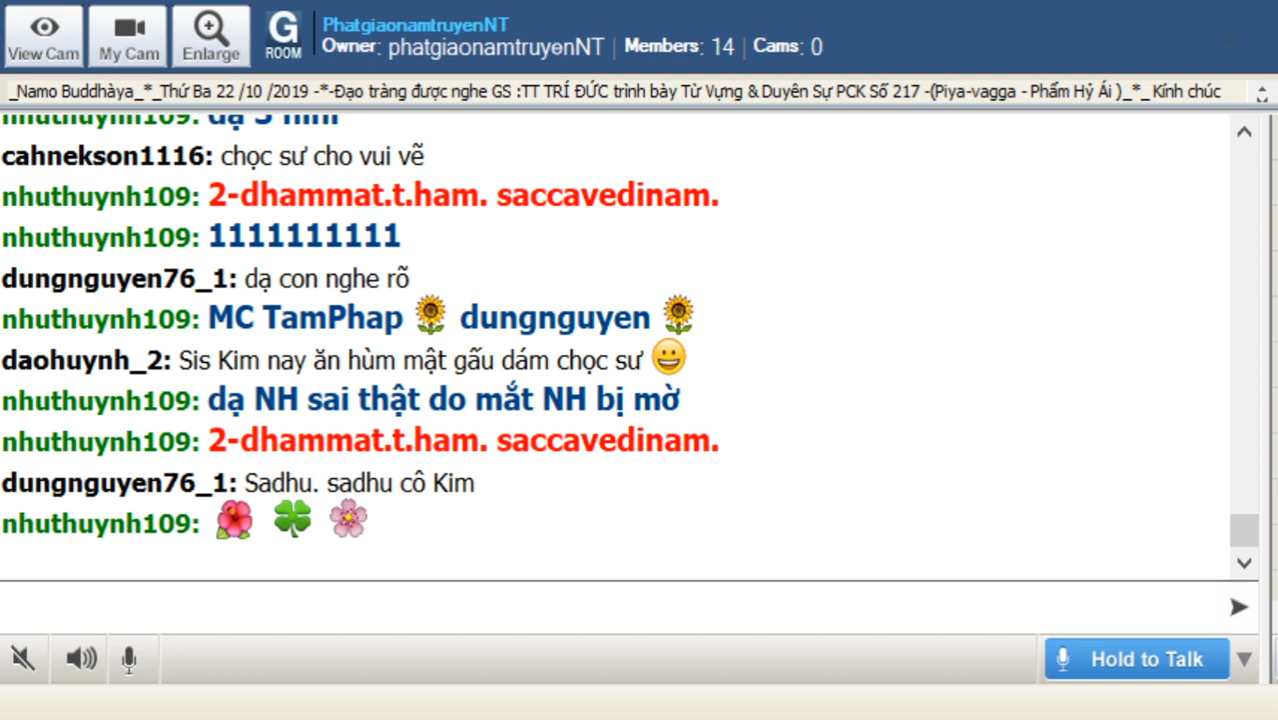 View Cam
My Cam
Enlarge
G
ROOM
PhatgiaonamtruyenNT
Owner: phatgiaonamtruyenNT | Members: 14 | Cams: 0
_Namo Buddhàya_*_Thứ Ba 22 /10 /2019 -*-Đạo tràng được nghe GS :TT TRÍ ĐỨC trình bày Từ Vựng & Duyên Sự PCK Số 217 -(Piya-vagga - Phẩm Hỷ Ái )_*_ Kính chúc
nhuthuynh109:
cahnekson1116: chọc sư cho vui vẽ
nhuthuynh109: 2-dhammat.t.ham. saccavedinam.
nhuthuynh109: 1111111111
dungnguyen76_1: dạ con nghe rõ
nhuthuynh109: MC TamPhap 🌻 dungnguyen 🌻
daohuynh_2: Sis Kim nay ăn hùm mật gấu dám chọc sư 😀
nhuthuynh109: dạ NH sai thật do mắt NH bị mờ
nhuthuynh109: 2-dhammat.t.ham. saccavedinam.
dungnguyen76_1: Sadhu. sadhu cô Kim
nhuthuynh109: 🌺 🍀 🌸
Hold to Talk